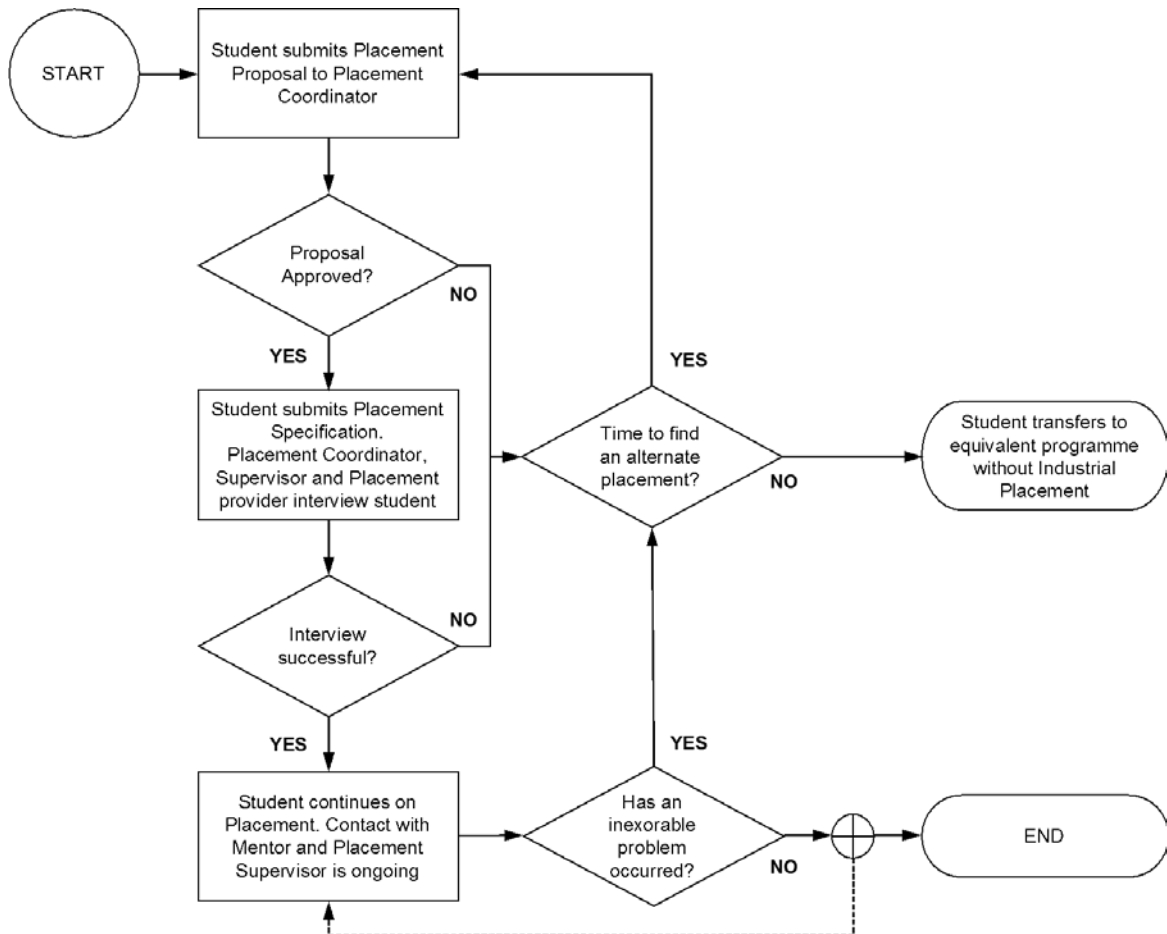 START
Student submits Placement
Proposal to Placement
Coordinator
Proposal
Approved?
NO
YES
Student submits Placement
Specification.
Placement Coordinator,
Supervisor and Placement
provider interview student
Interview
successful?
NO
YES
Student continues on
Placement. Contact with
Mentor and Placement
Supervisor is ongoing
Has an
inexorable
problem
occurred?
YES
NO
END
Time to find
an alternate
placement?
YES
NO
Student transfers to
equivalent programme
without Industrial
Placement